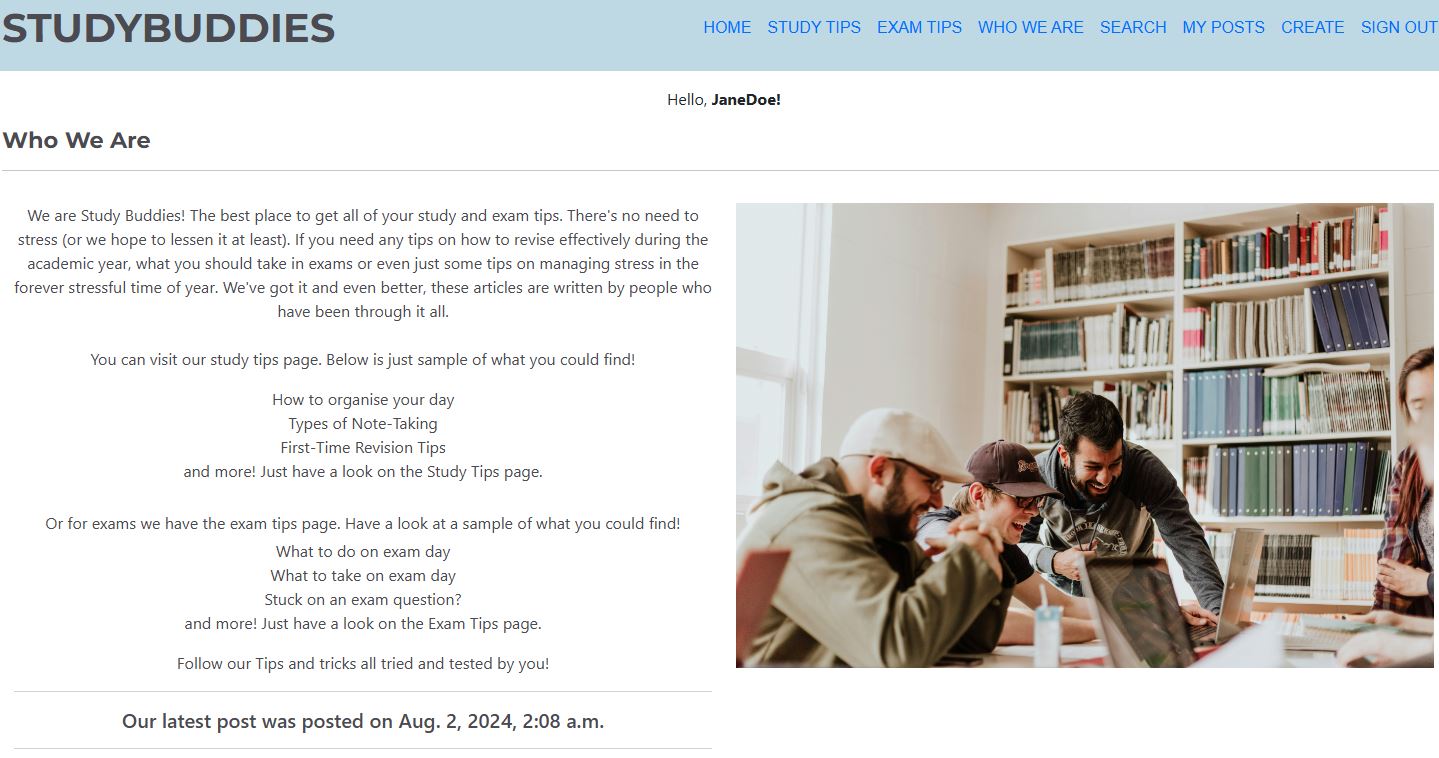 STUDYBUDDIES
HOME STUDY TIPS EXAM TIPS WHO WE ARE SEARCH MY POSTS CREATE SIGN OUT
Hello, JaneDoe!
Who We Are
We are Study Buddies! The best place to get all of your study and exam tips. There's no need to
stress (or we hope to lessen it at least). If you need any tips on how to revise effectively during the
academic year, what you should take in exams or even just some tips on managing stress in the
forever stressful time of year. We've got it and even better, these articles are written by people who
have been through it all.
You can visit our study tips page. Below is just sample of what you could find!
How to organise your day
Types of Note-Taking
First-Time Revision Tips
and more! Just have a look on the Study Tips page.
Or for exams we have the exam tips page. Have a look at a sample of what you could find!
What to do on exam day
What to take on exam day
Stuck on an exam question?
and more! Just have a look on the Exam Tips page.
Follow our Tips and tricks all tried and tested by you!
Our latest post was posted on Aug. 2, 2024, 2:08 a.m.